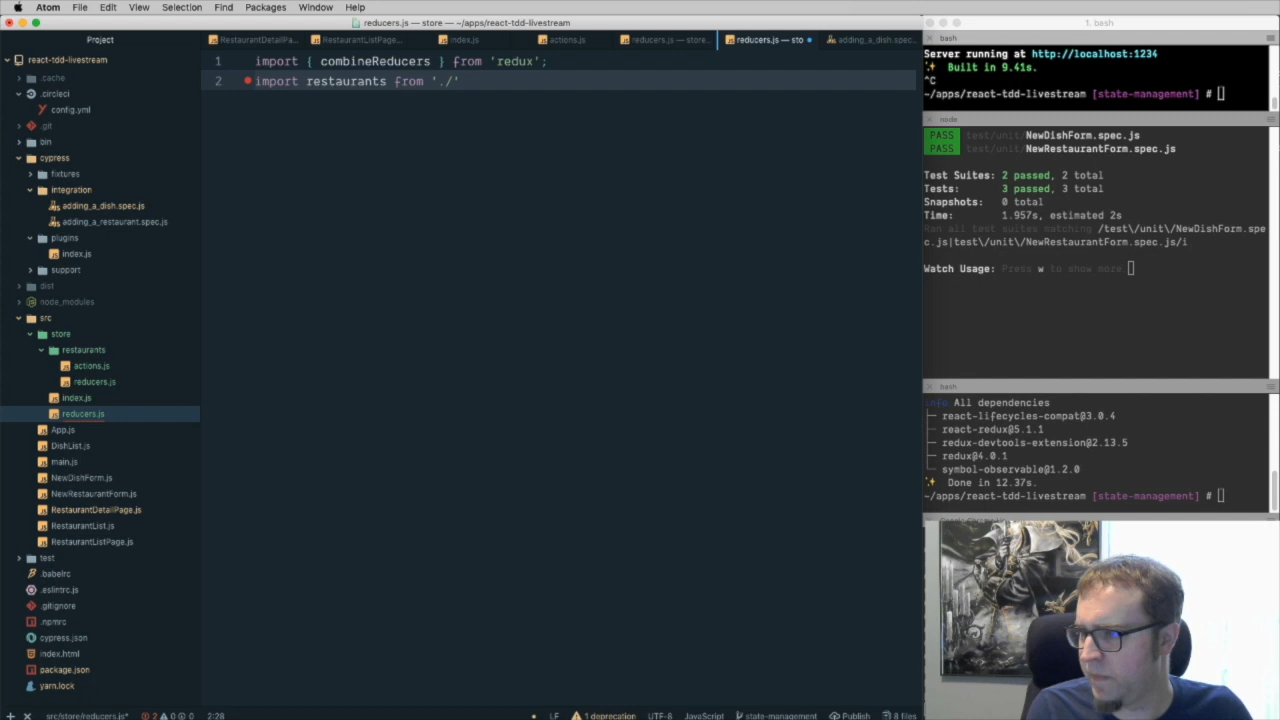 Atom File Edit View Selection Find Packages Window Help
reducers.js — store — ~/apps/react-tdd-livestream
1. bash
Project
RestaurantDetailPa...
RestaurantListPage...
index.js
actions.js
reducers.js — store...
reducers.js — sto
adding_a_dish.spec...
react-tdd-livestream
.cache
.circleci
config.yml
.git
bin
cypress
fixtures
integration
adding_a_dish.spec.js
adding_a_restaurant.spec.js
plugins
index.js
support
dist
node_modules
src
store
restaurants
actions.js
reducers.js
index.js
reducers.js
App.js
DishList.js
main.js
NewDishForm.js
NewRestaurantForm.js
RestaurantDetailPage.js
RestaurantList.js
RestaurantListPage.js
test
.babelrc
.eslintrc.js
.gitignore
.npmrc
cypress.json
index.html
package.json
yarn.lock
1 import { combineReducers } from 'redux';
2 import restaurants from './'
bash
Server running at http://localhost:1234
✨ Built in 9.41s.
^C
~/apps/react-tdd-livestream [state-management] #
node
PASS test/unit/NewDishForm.spec.js
PASS test/unit/NewRestaurantForm.spec.js
Test Suites: 2 passed, 2 total
Tests: 3 passed, 3 total
Snapshots: 0 total
Time: 1.957s, estimated 2s
Ran all test suites matching /test\/unit\/NewDishForm.spe
c.js|test\/unit\/NewRestaurantForm.spec.js/i
Watch Usage: Press w to show more
bash
info All dependencies
├─ react-lifecycles-compat@3.0.4
├─ react-redux@5.1.1
├─ redux-devtools-extension@2.13.5
├─ redux@4.0.1
└─ symbol-observable@1.2.0
✨ Done in 12.37s.
~/apps/react-tdd-livestream [state-management] #
src/store/reducers.js* 2 0 0 2:28 LF 1 deprecation UTF-8 JavaScript state-management Publish 8 files